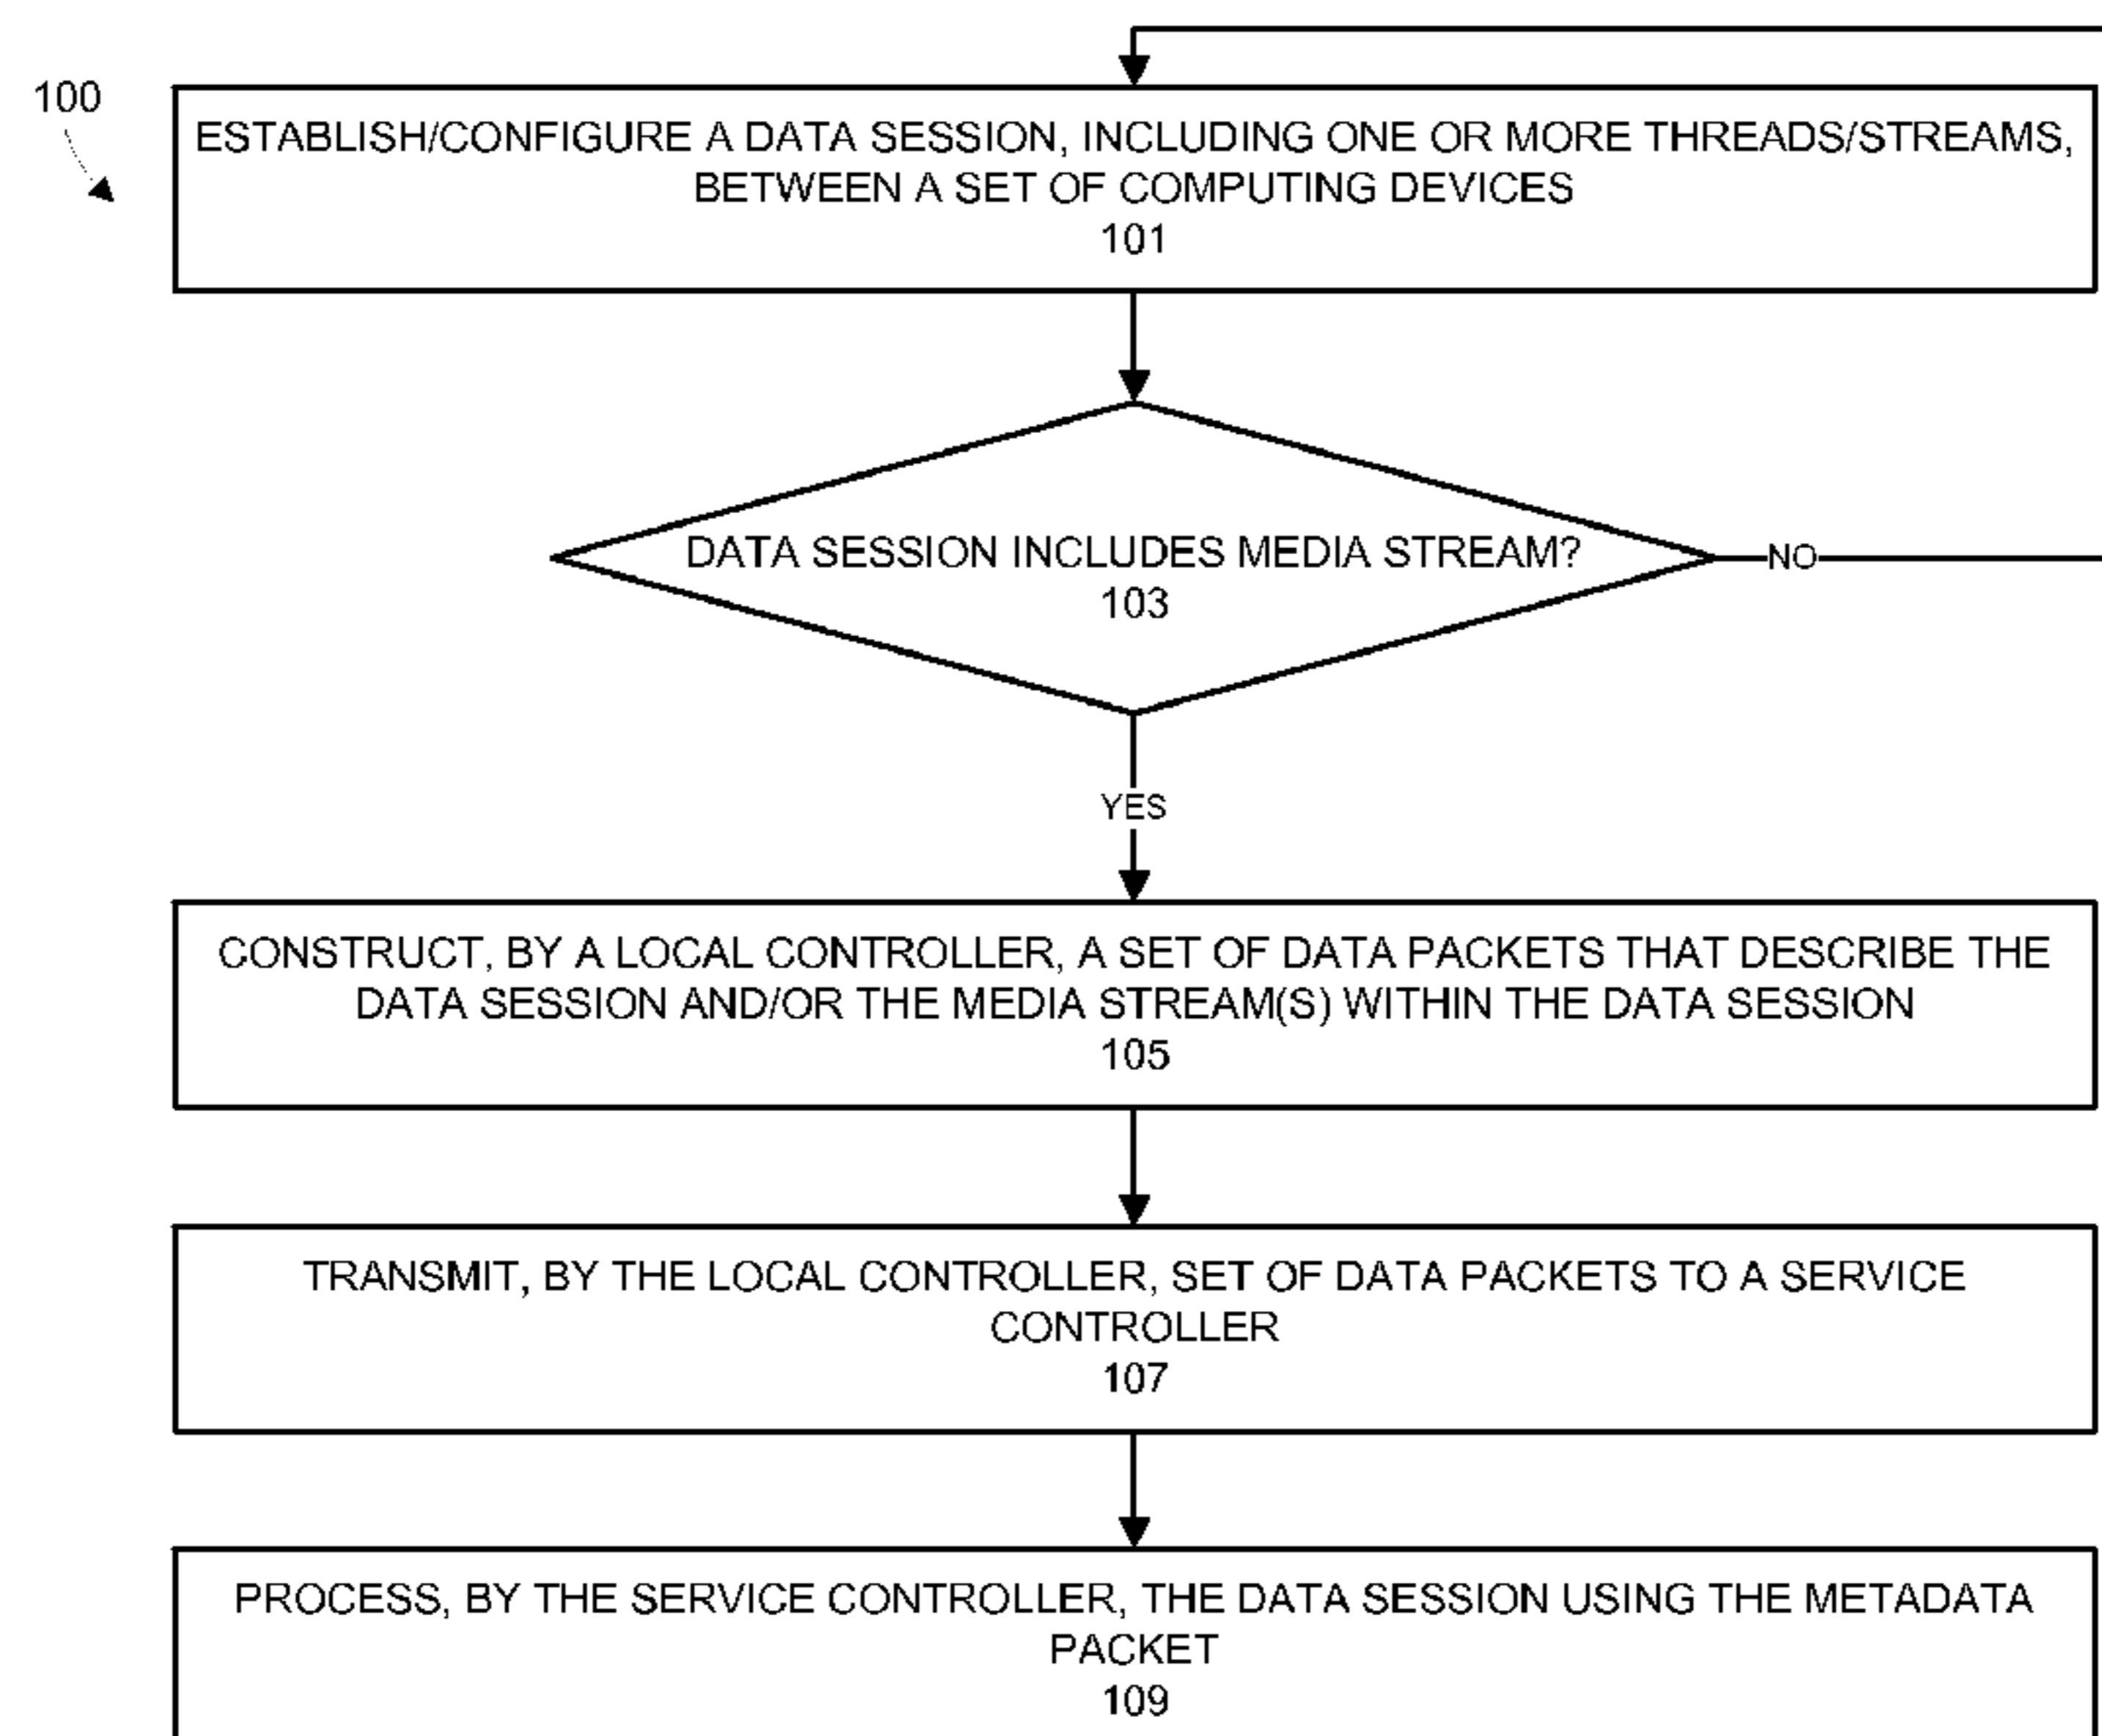 100
ESTABLISH/CONFIGURE A DATA SESSION, INCLUDING ONE OR MORE THREADS/STREAMS,
BETWEEN A SET OF COMPUTING DEVICES
101
DATA SESSION INCLUDES MEDIA STREAM?
103
NO
YES
CONSTRUCT, BY A LOCAL CONTROLLER, A SET OF DATA PACKETS THAT DESCRIBE THE
DATA SESSION AND/OR THE MEDIA STREAM(S) WITHIN THE DATA SESSION
105
TRANSMIT, BY THE LOCAL CONTROLLER, SET OF DATA PACKETS TO A SERVICE
CONTROLLER
107
PROCESS, BY THE SERVICE CONTROLLER, THE DATA SESSION USING THE METADATA
PACKET
109